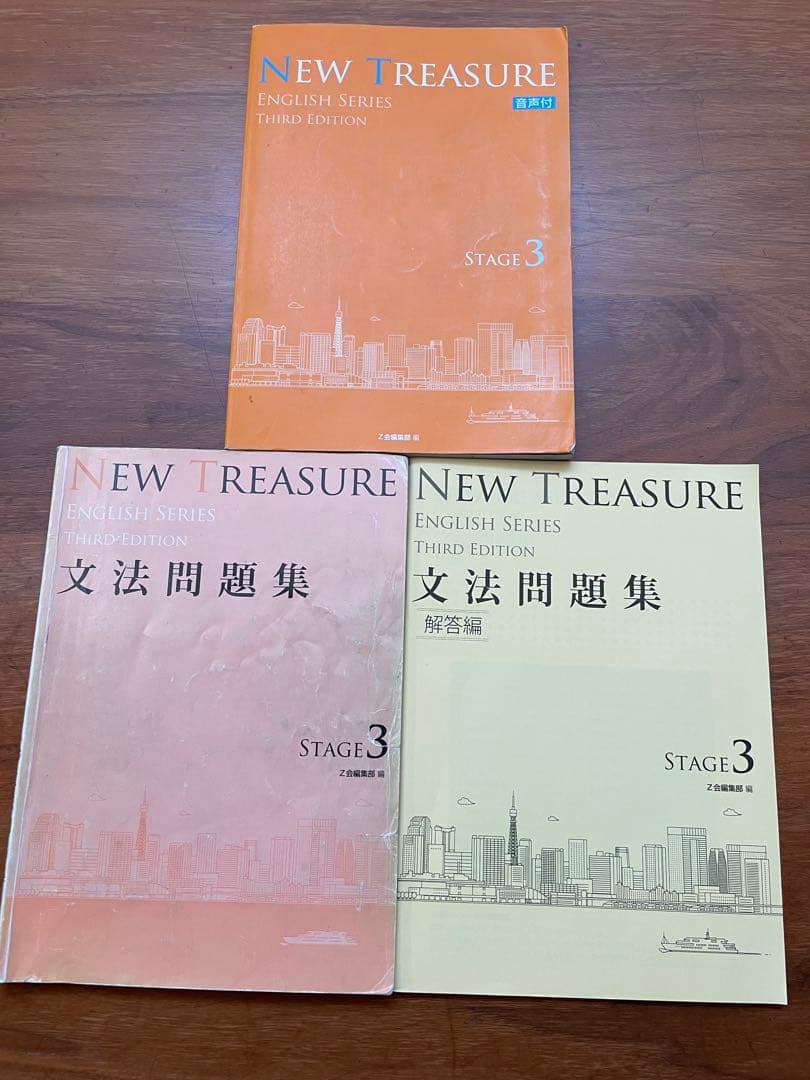 NEW TREASURE
ENGLISH SERIES
音声付
THIRD EDITION
STAGE 3
Z会編集部 編
NEW TREASURE
ENGLISH SERIES
THIRD EDITION
文法問題集
STAGE 3
Z会編集部 編
NEW TREASURE
ENGLISH SERIES
THIRD EDITION
文法問題集
解答編
STAGE 3
Z会編集部 編